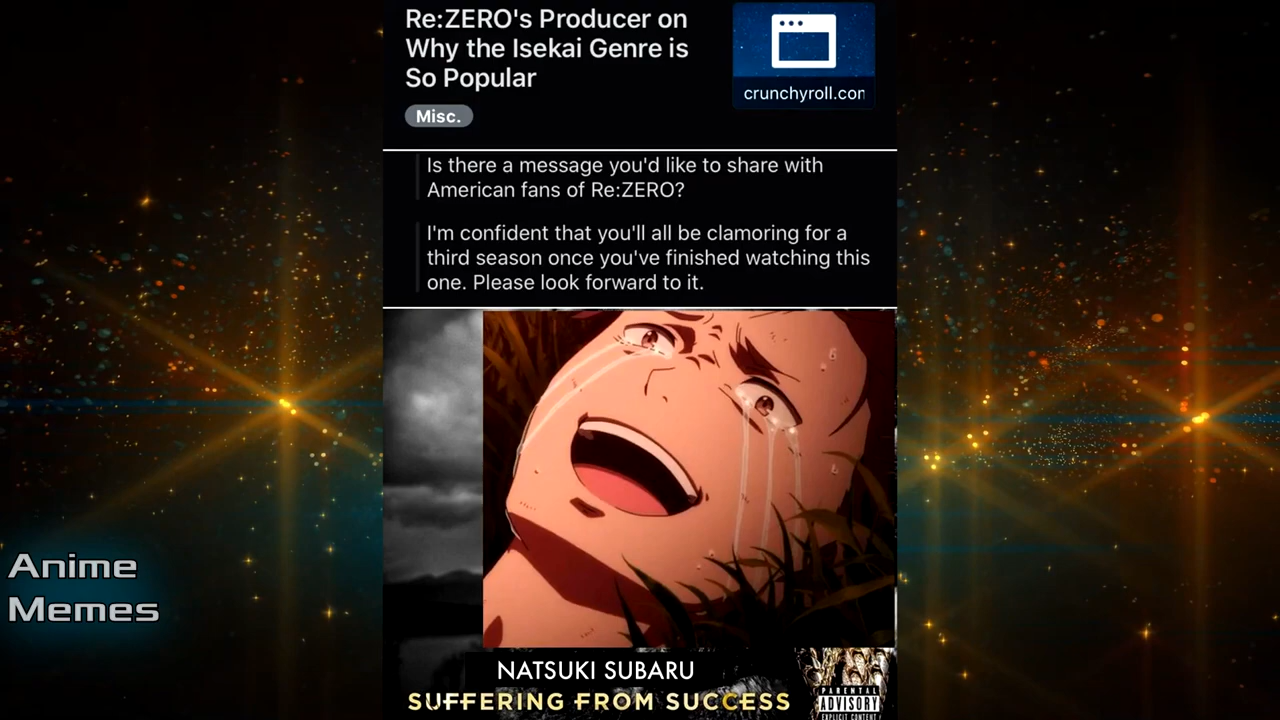 Re:ZERO's Producer on
Why the Isekai Genre is
So Popular
crunchyroll.con
Misc.
Is there a message you'd like to share with
American fans of Re:ZERO?
I'm confident that you'll all be clamoring for a
third season once you've finished watching this
one. Please look forward to it.
Anime
Memes
NATSUKI SUBARU
SUFFERING FROM SUCCESS
PARENTAL
ADVISORY
EXPLICIT CONTENT